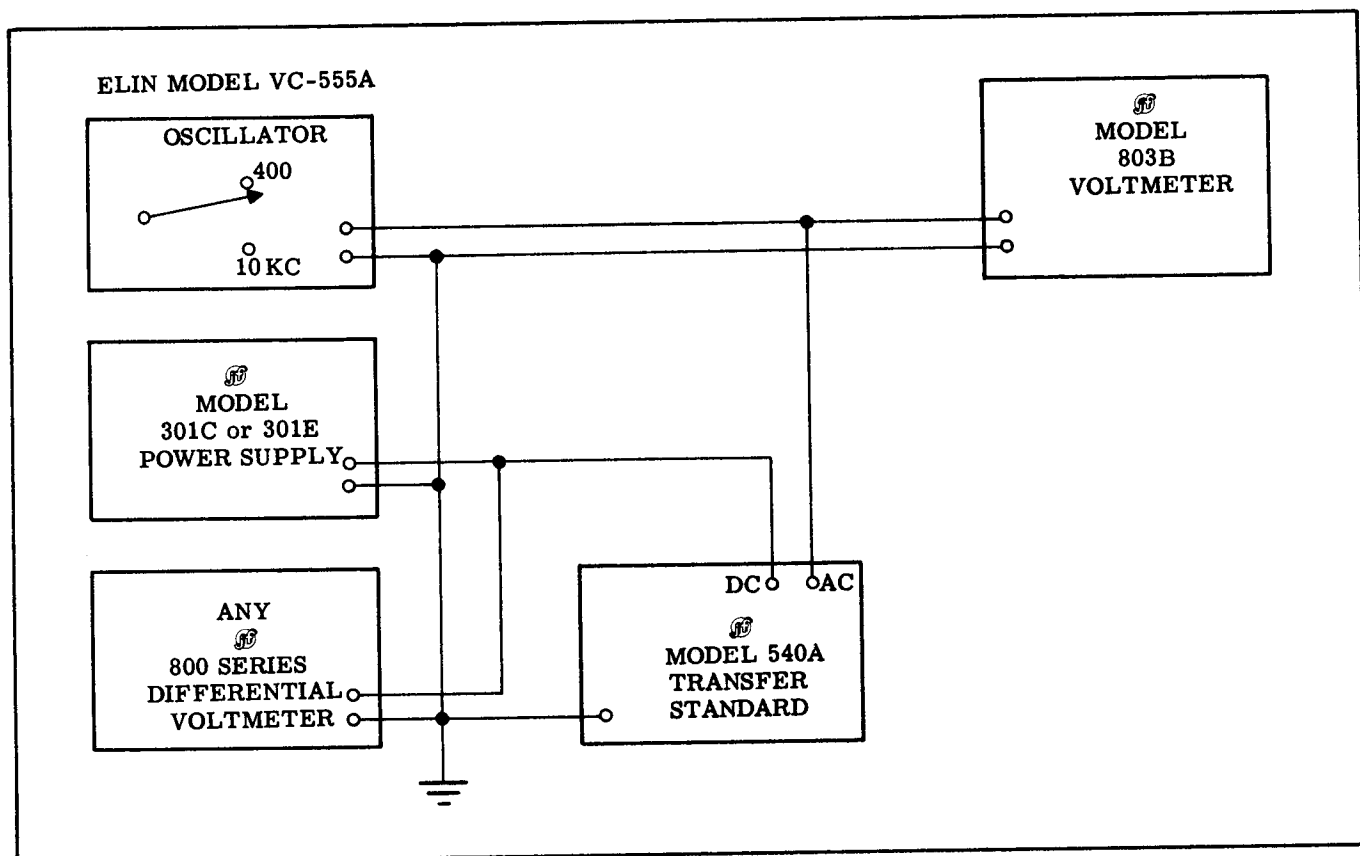 ELIN MODEL VC-555A
OSCILLATOR
400
10 KC
MODEL
803B
VOLTMETER
MODEL
301C or 301E
POWER SUPPLY
ANY
800 SERIES
DIFFERENTIAL
VOLTMETER
DC
AC
MODEL 540A
TRANSFER
STANDARD